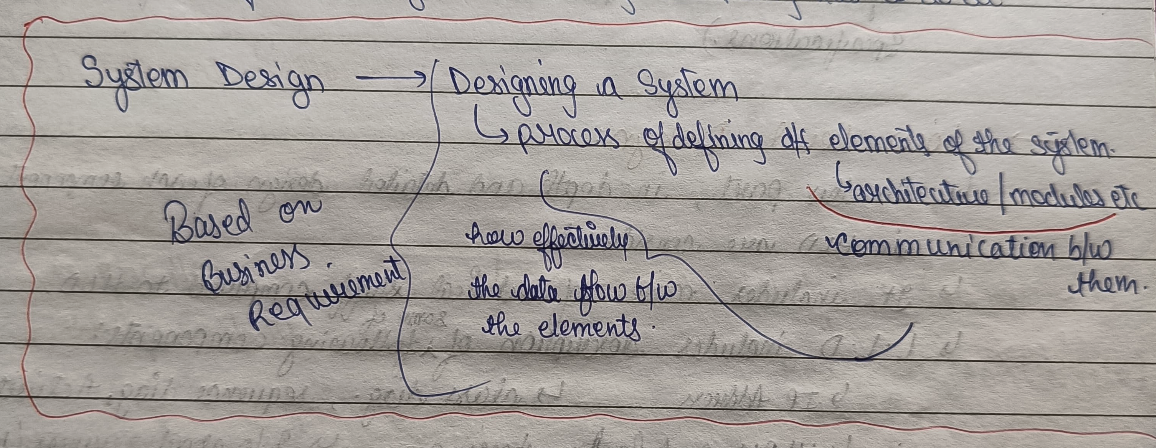 System Design → Designing a System
↳ process of defining diff elements of the system.
↳ architecture / modules etc
communication b/w
them.
Based on
Business
Requirement
how effectively
the data flow b/w
the elements.